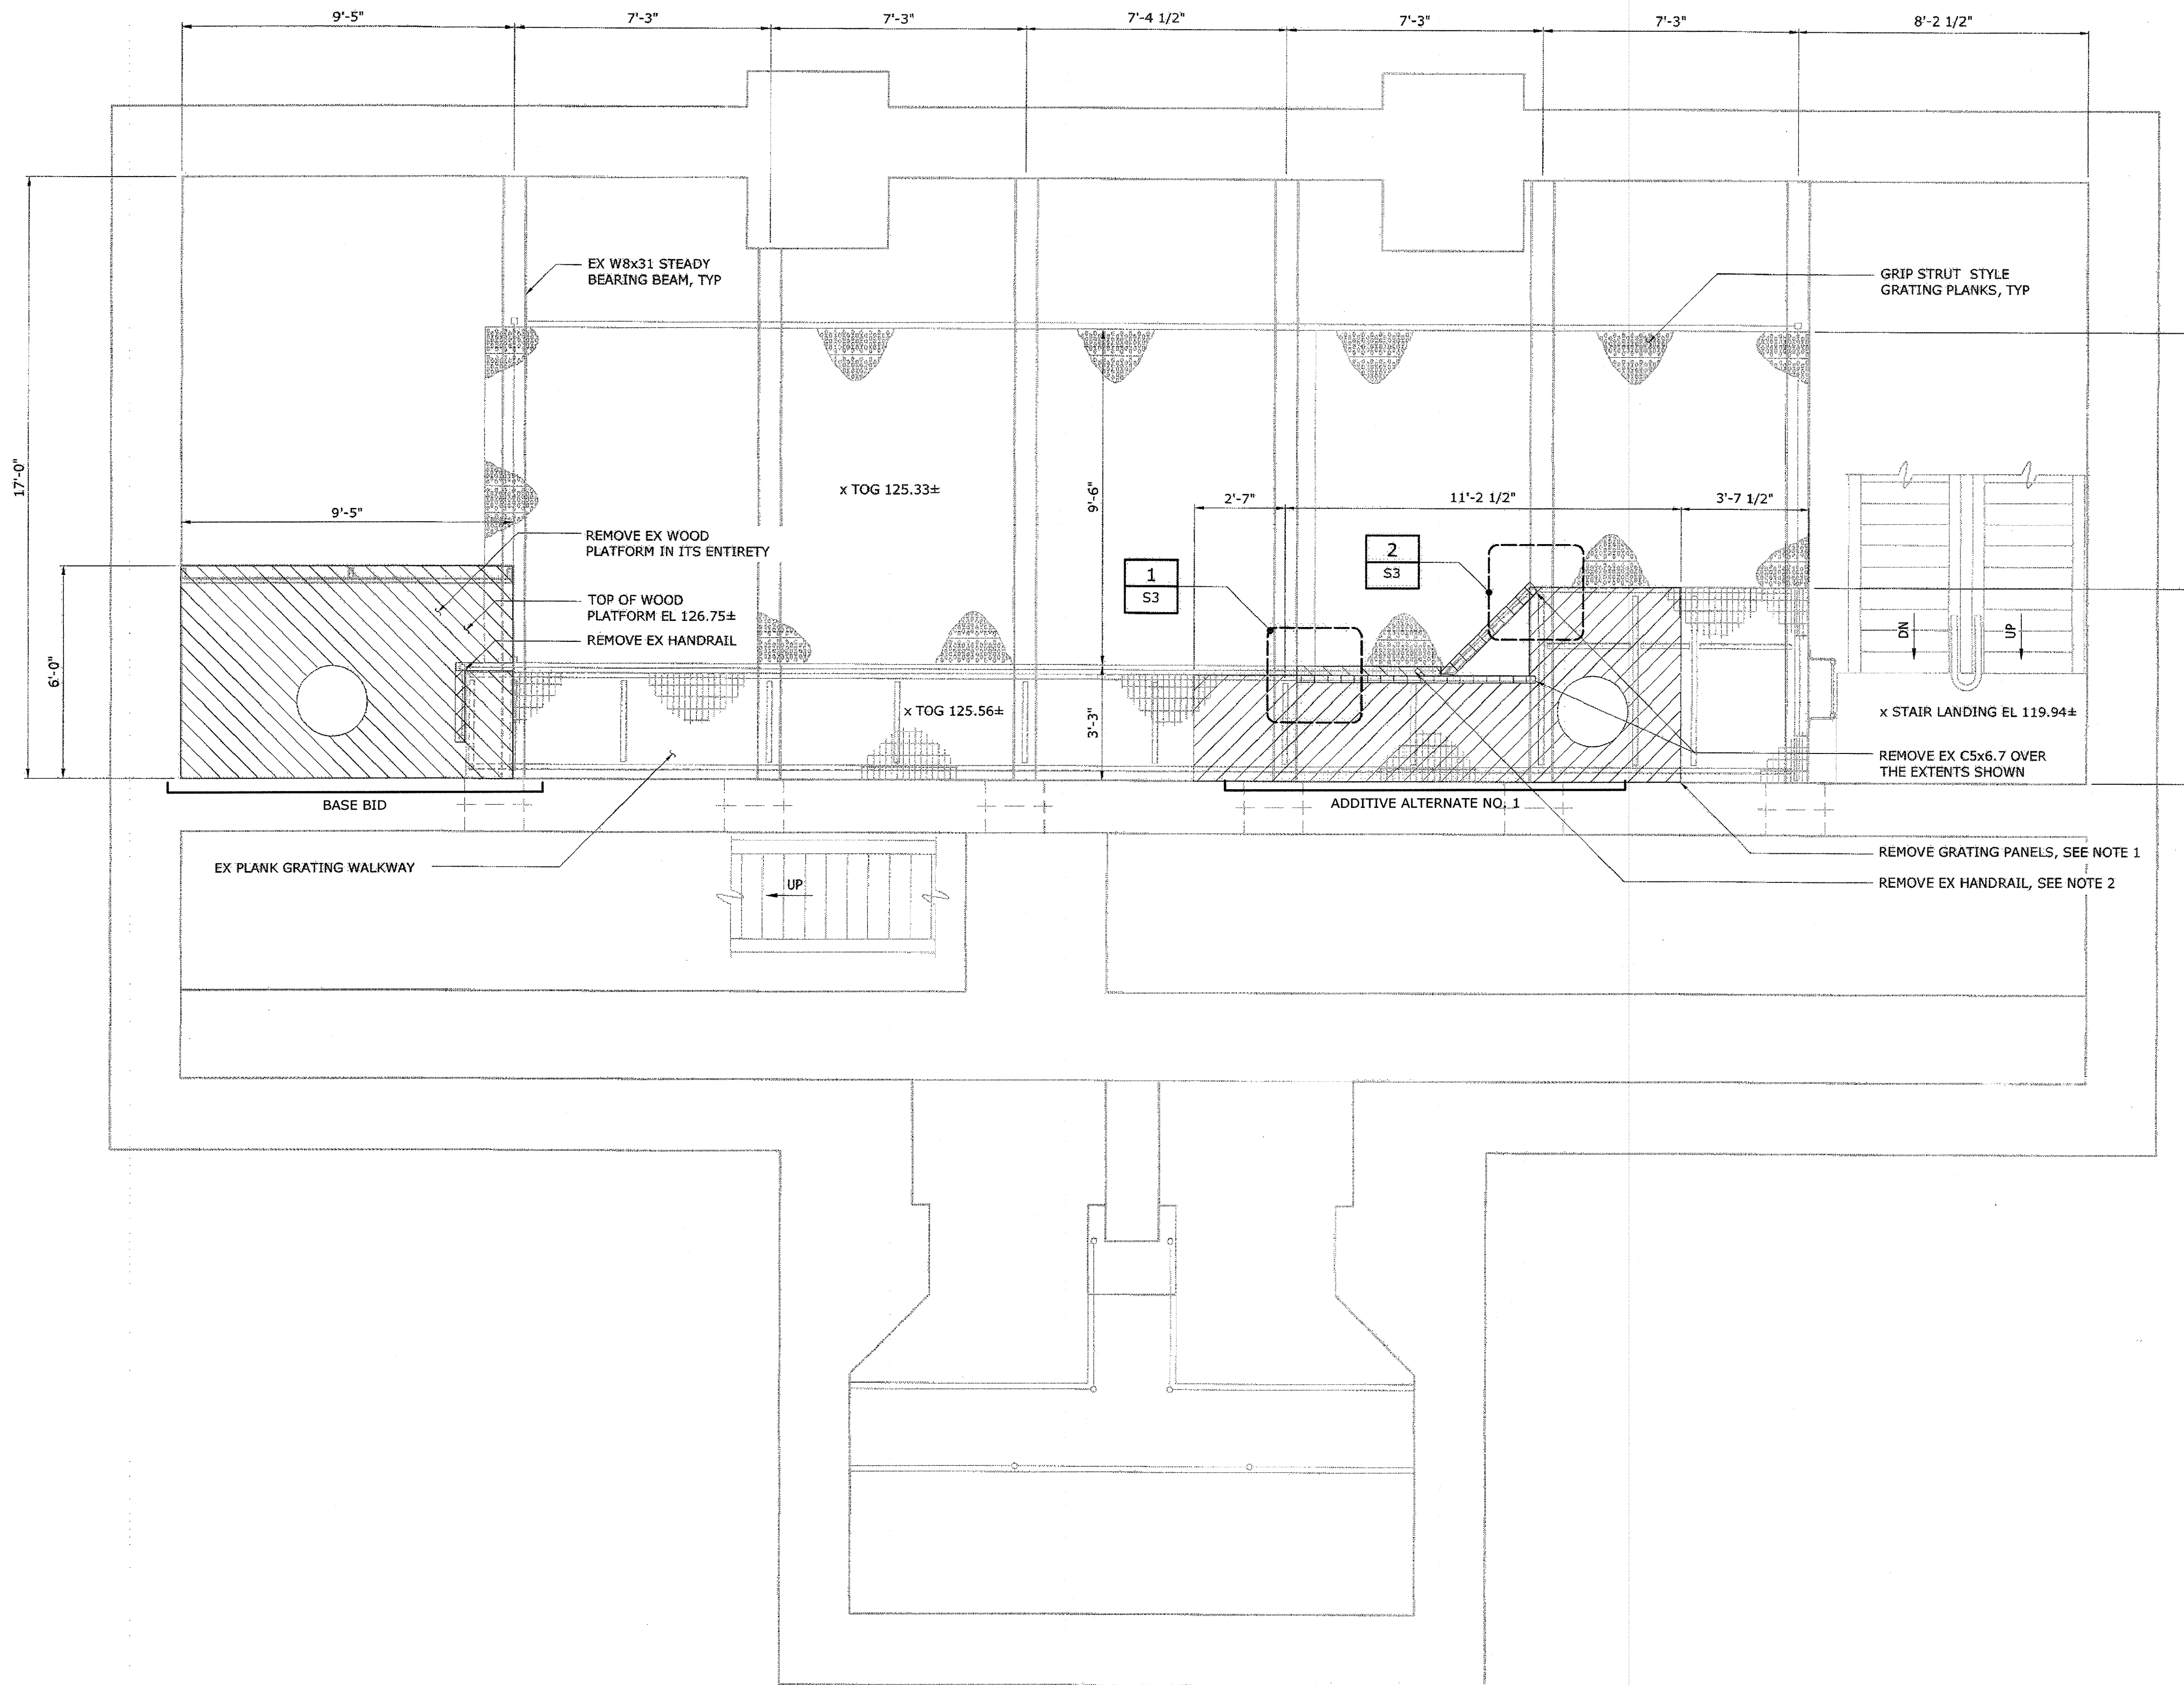 9'-5"
7'-3"
7'-3"
7'-4 1/2"
7'-3"
7'-3"
8'-2 1/2"
EX W8x31 STEADY
BEARING BEAM, TYP
GRIP STRUT STYLE
GRATING PLANKS, TYP
17'-0"
x TOG 125.33±
9'-6"
2'-7"
11'-2 1/2"
3'-7 1/2"
9'-5"
REMOVE EX WOOD
PLATFORM IN ITS ENTIRETY
1
S3
2
S3
TOP OF WOOD
PLATFORM EL 126.75±
REMOVE EX HANDRAIL
6'-0"
DN
UP
x TOG 125.56±
3'-3"
x STAIR LANDING EL 119.94±
REMOVE EX C5x6.7 OVER
THE EXTENTS SHOWN
BASE BID
ADDITIVE ALTERNATE NO. 1
REMOVE GRATING PANELS, SEE NOTE 1
EX PLANK GRATING WALKWAY
UP
REMOVE EX HANDRAIL, SEE NOTE 2